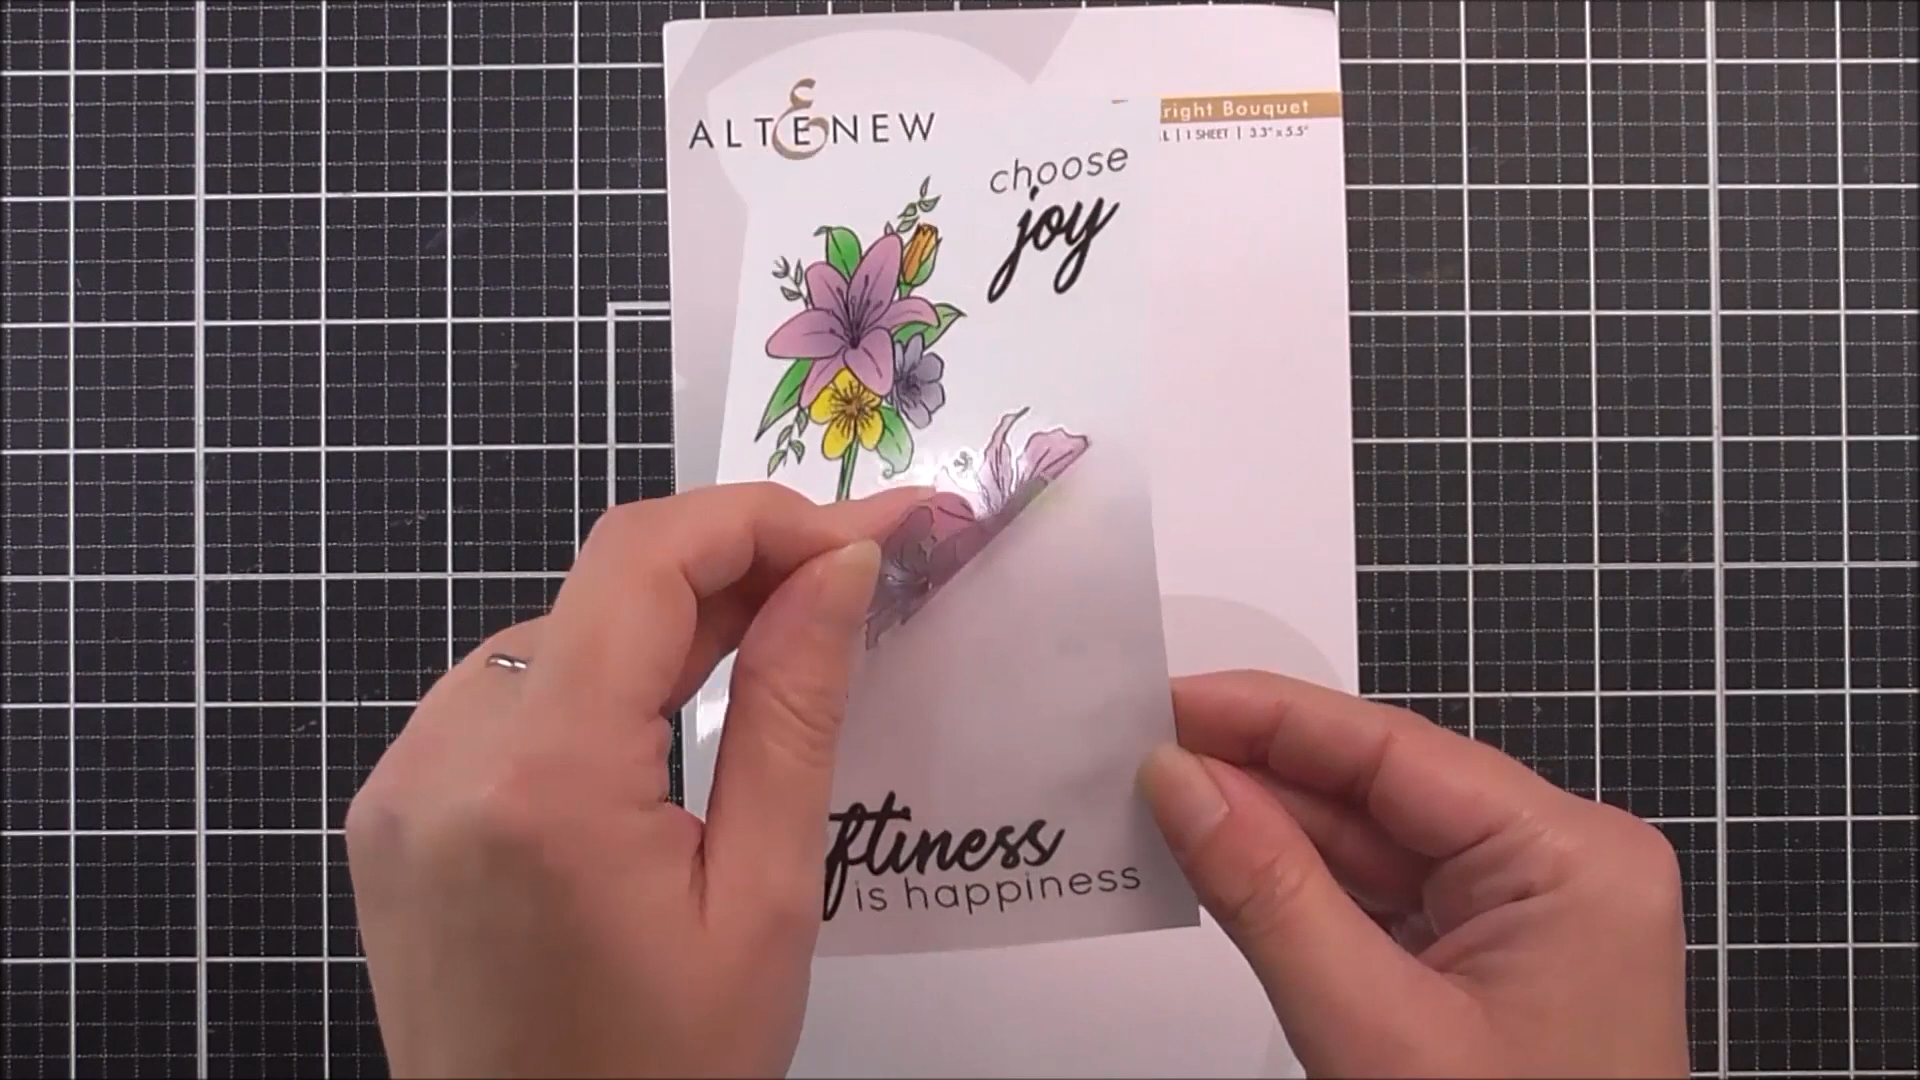 ALTENEW
right Bouquet
L | 1 SHEET | 3.3" x 5.5"
choose
joy
ftiness
is happiness